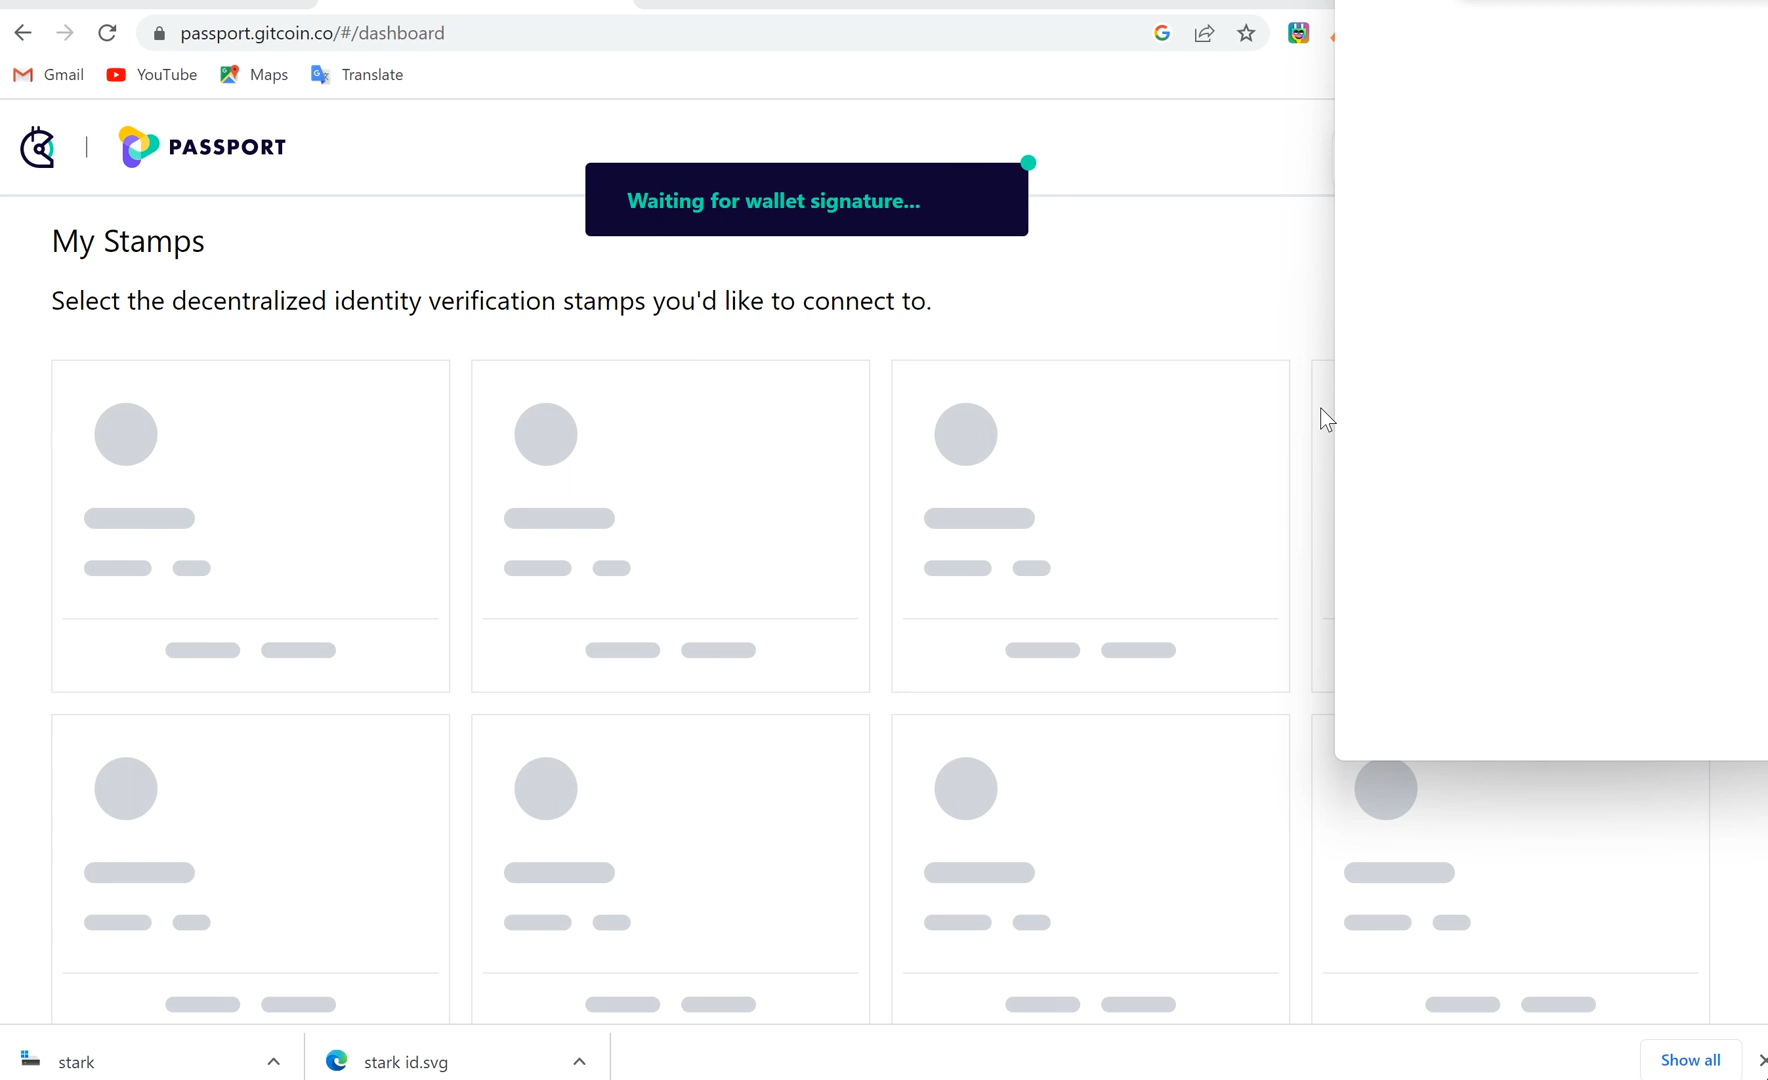 passport.gitcoin.co/#/dashboard
Gmail YouTube Maps Translate
PASSPORT
Waiting for wallet signature...
My Stamps
Select the decentralized identity verification stamps you'd like to connect to.
stark stark id.svg Show all